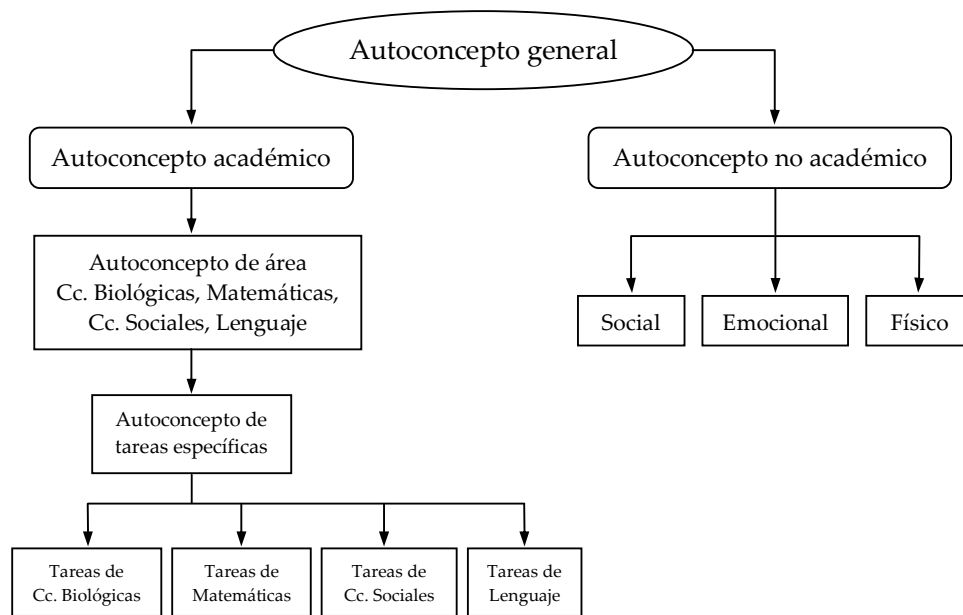 Autoconcepto general
Autoconcepto académico
Autoconcepto no académico
Autoconcepto de área
Cc. Biológicas, Matemáticas,
Cc. Sociales, Lenguaje
Social
Emocional
Físico
Autoconcepto de
tareas específicas
Tareas de
Cc. Biológicas
Tareas de
Matemáticas
Tareas de
Cc. Sociales
Tareas de
Lenguaje